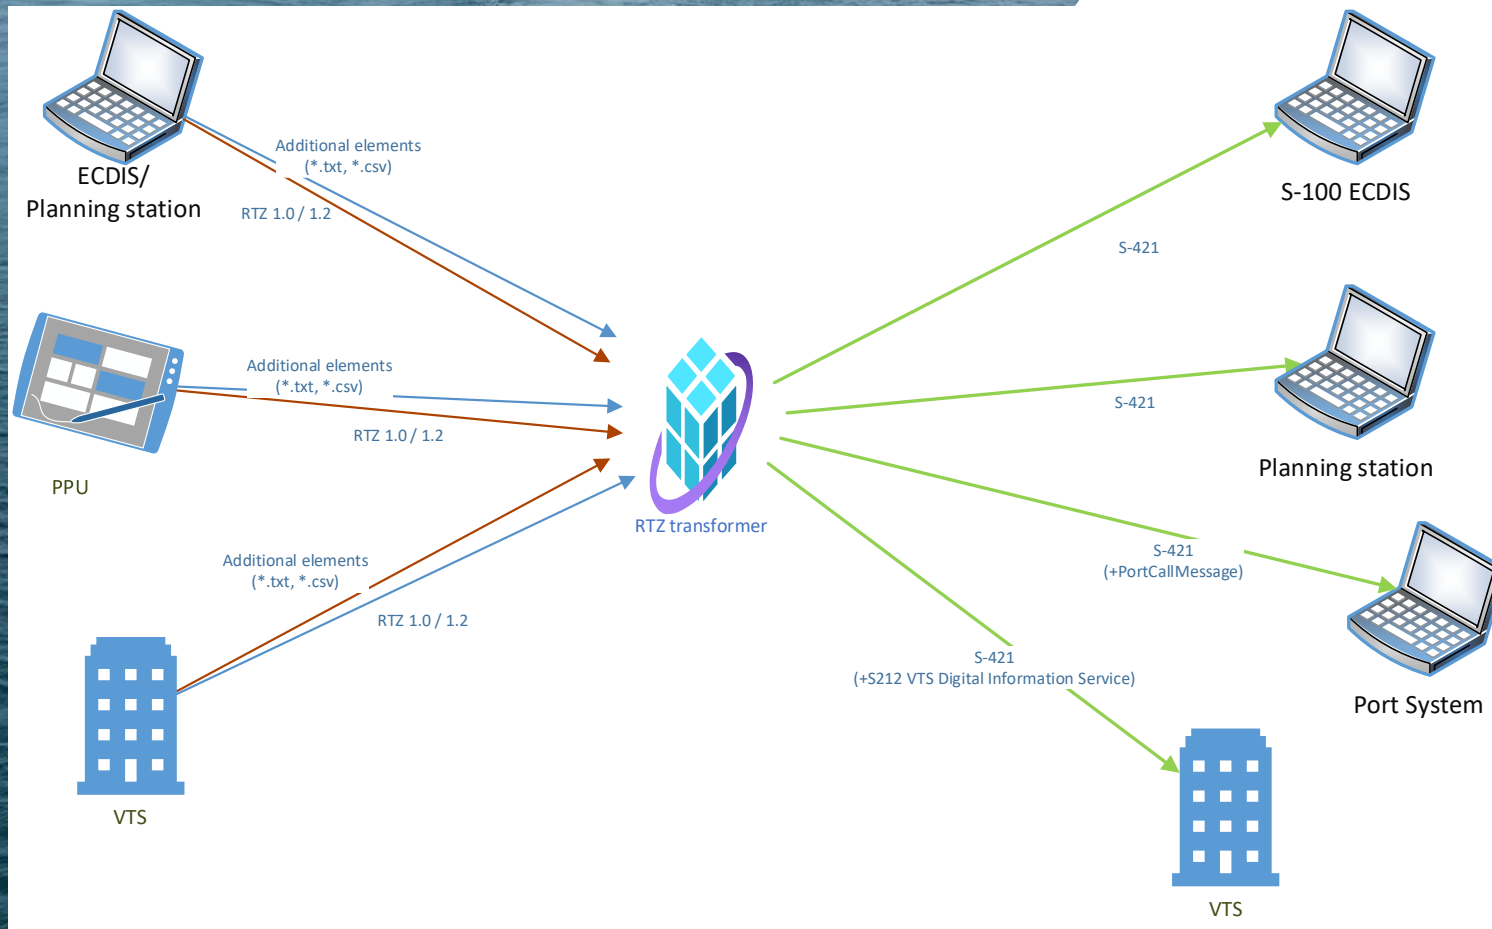 ECDIS/
Planning station
Additional elements
(*.txt, *.csv)
RTZ 1.0 / 1.2
PPU
Additional elements
(*.txt, *.csv)
RTZ 1.0 / 1.2
VTS
Additional elements
(*.txt, *.csv)
RTZ 1.0 / 1.2
RTZ transformer
S-421
S-100 ECDIS
S-421
Planning station
S-421
(+PortCallMessage)
Port System
S-421
(+S212 VTS Digital Information Service)
VTS